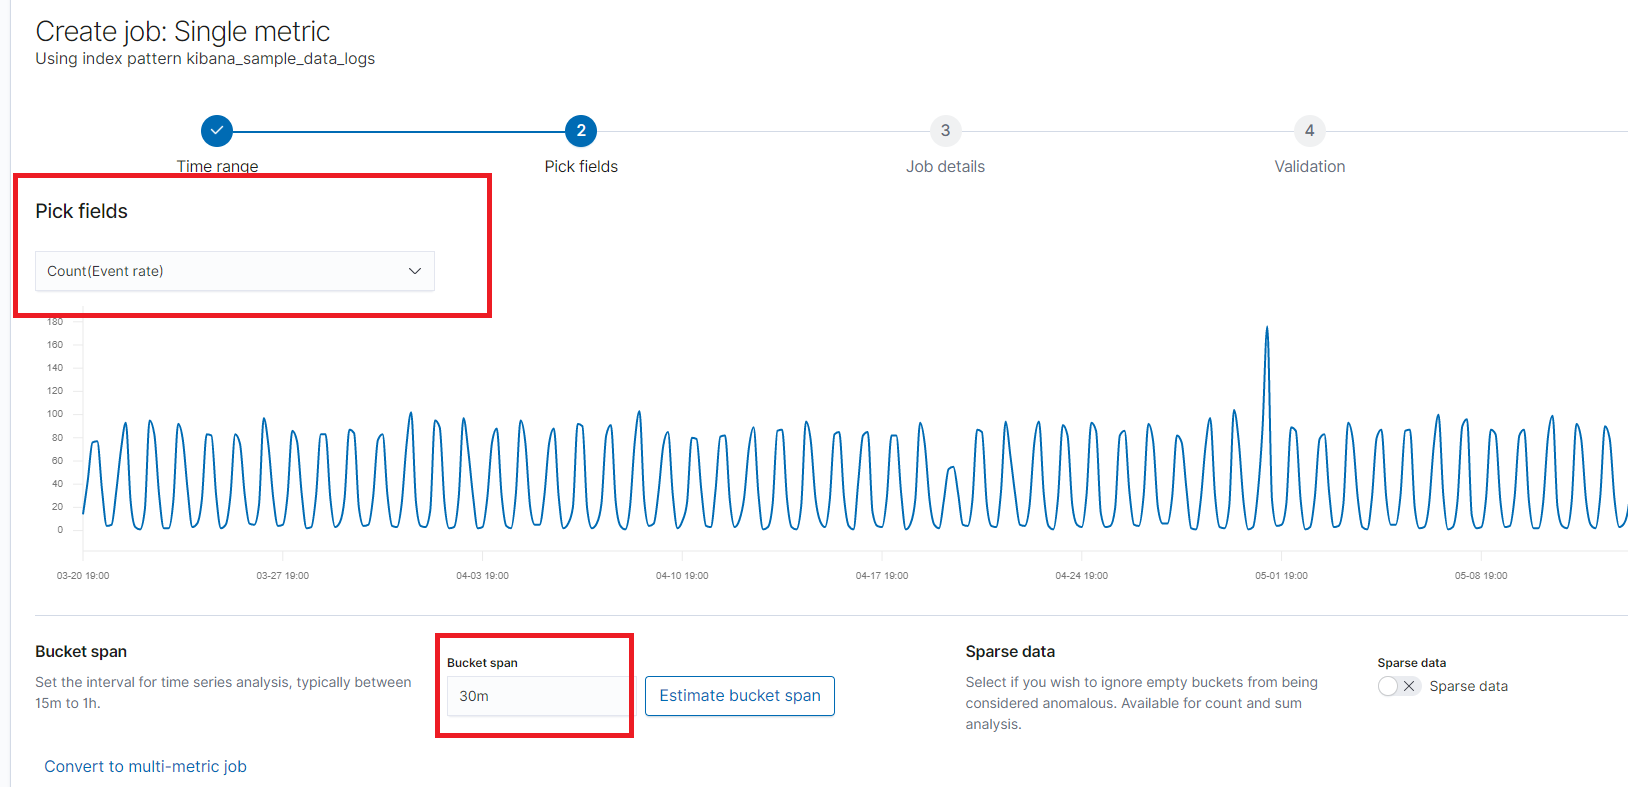 Create job: Single metric
Using index pattern kibana_sample_data_logs
2
3
4
Time range
Pick fields
Job details
Validation
Pick fields
Count(Event rate)
180
160
140
120
100
80
60
40
20
0
03-20 19:00
03-27 19:00
04-03 19:00
04-10 19:00
04-17 19:00
04-24 19:00
05-01 19:00
05-08 19:00
Bucket span
Set the interval for time series analysis, typically between
15m to 1h.
Bucket span
30m
Estimate bucket span
Sparse data
Select if you wish to ignore empty buckets from being
considered anomalous. Available for count and sum
analysis.
Sparse data
Sparse data
Convert to multi-metric job